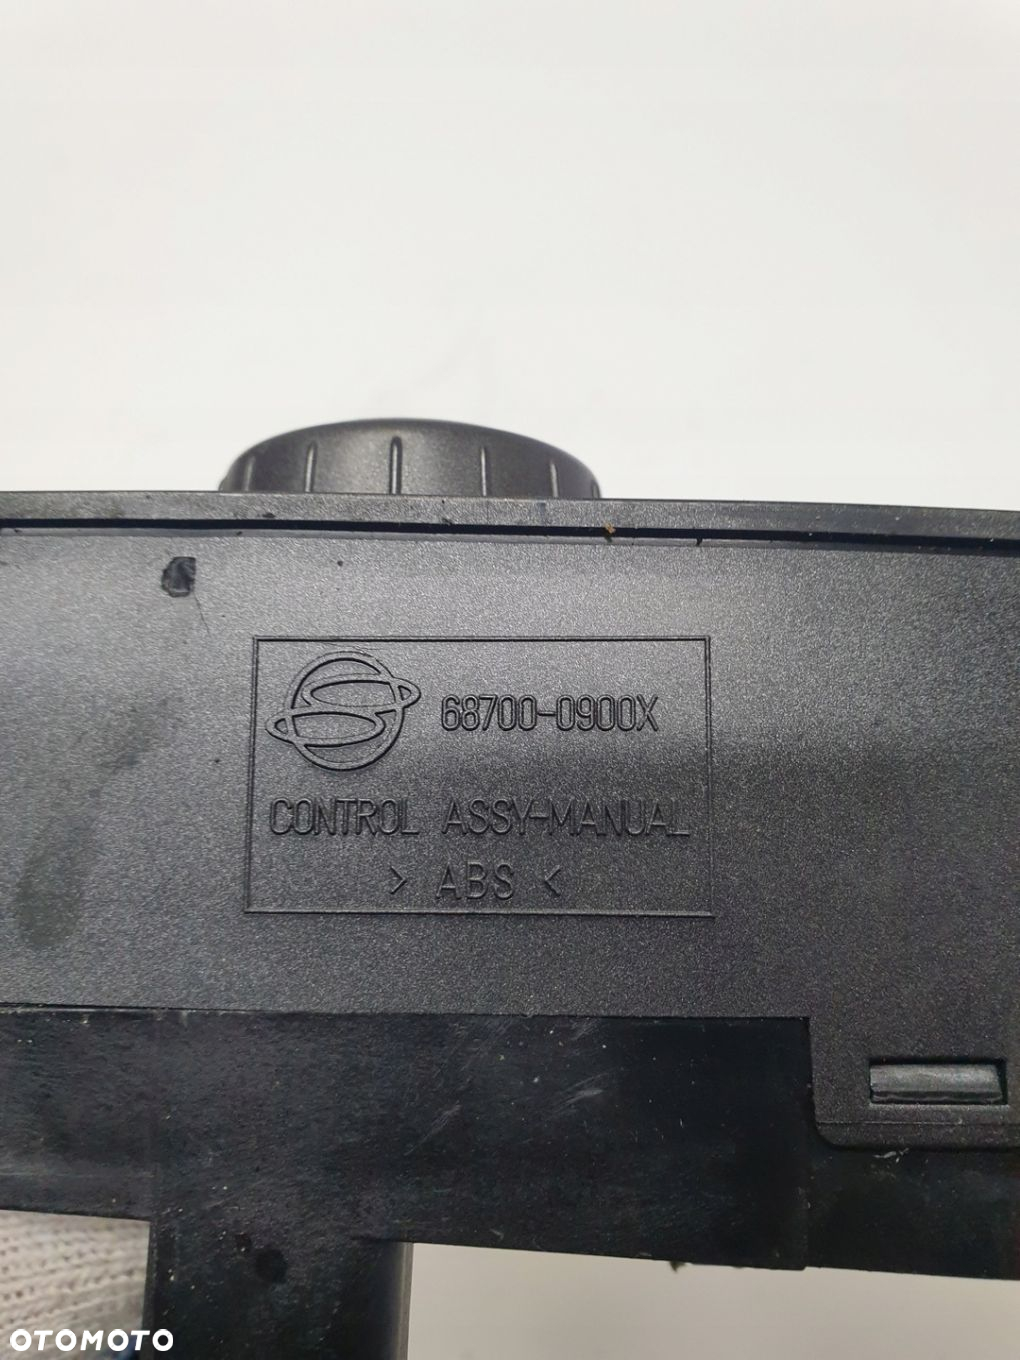 68700-0900X
CONTROL ASSY-MANUAL
> ABS <
OTOMOTO